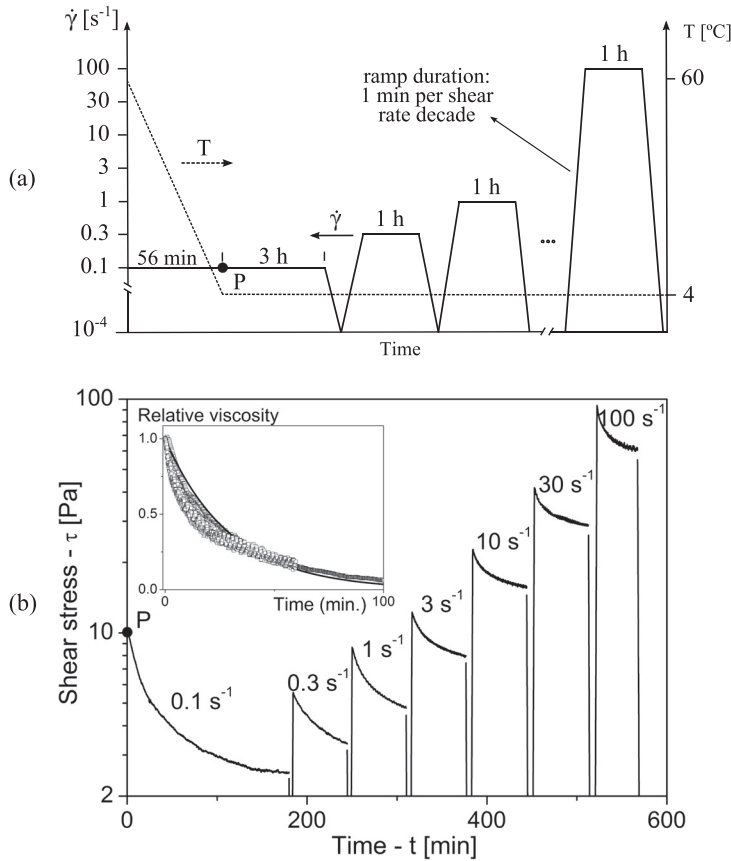 γ̇ [s⁻¹]
T [ºC]
100
30
10
3
1
0.3
0.1
10⁻⁴
60
4
T
56 min
P
3 h
γ̇
1 h
1 h
ramp duration:
1 min per shear
rate decade
1 h
...
Time
(a)
100
10
2
Shear stress - τ [Pa]
P
0.1 s⁻¹
0.3 s⁻¹
1 s⁻¹
3 s⁻¹
10 s⁻¹
30 s⁻¹
100 s⁻¹
Relative viscosity
1.0
0.5
0.0
0
Time (min.)
100
0
200
400
600
Time - t [min]
(b)